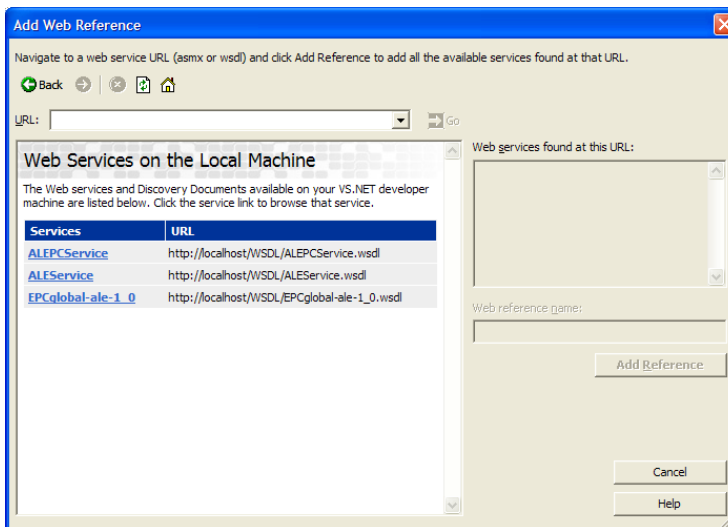 Add Web Reference
Navigate to a web service URL (asmx or wsdl) and click Add Reference to add all the available services found at that URL.
Back
URL:
Go
Web Services on the Local Machine
The Web services and Discovery Documents available on your VS.NET developer
machine are listed below. Click the service link to browse that service.
Services URL
ALEPCService http://localhost/WSDL/ALEPCService.wsdl
ALEService http://localhost/WSDL/ALEService.wsdl
EPCglobal-ale-1_0 http://localhost/WSDL/EPCglobal-ale-1_0.wsdl
Web services found at this URL:
Web reference name:
Add Reference
Cancel
Help